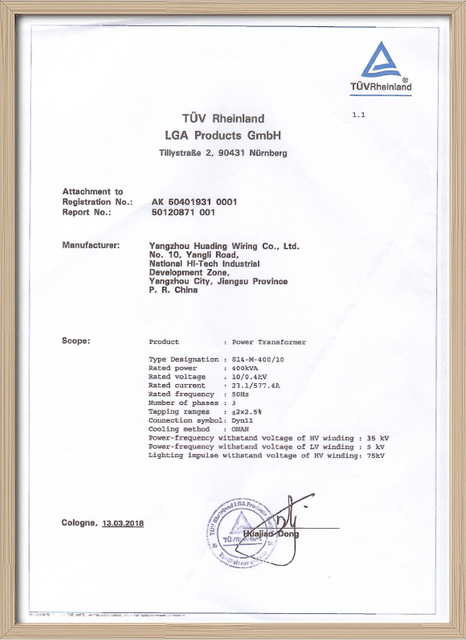 TÜVRheinland®
1.1
TÜV Rheinland
LGA Products GmbH
Tillystraße 2, 90431 Nürnberg
Attachment to
Registration No.: AK 50401931 0001
Raport No.: 50120871 001
Manufacturer: Yangzhou Huading Wiring Co., Ltd.
No. 10, Yangli Road,
National Hi-Tech Industrial
Development Zone,
Yangzhou City, Jiangsu Province
P. R. China
Scope: Product : Power Transformer
Type Designation : S14-M-400/10
Rated power : 400kVA
Rated voltage : 10/0.4kV
Rated current : 23.1/577.4A
Rated frequency : 50Hz
Number of phases : 3
Tapping ranges : ±2x2.5%
Connection symbol: Dyn11
Cooling method : ONAN
Power-frequency withstand voltage of HV winding : 35 kV
Power-frequency withstand voltage of LV winding : 5 kV
Lighting impulse withstand voltage of HV winding: 75kV
TÜV Rheinland LGA Products
Cologne, 13.03.2018
Huajiao Dong